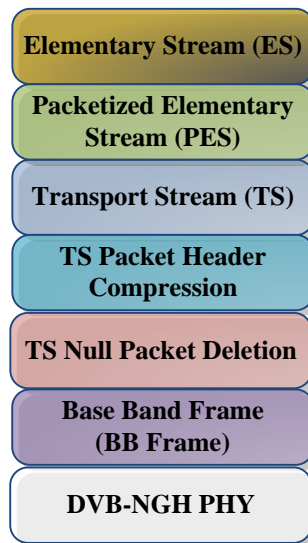 Elementary Stream (ES)
Packetized Elementary
Stream (PES)
Transport Stream (TS)
TS Packet Header
Compression
TS Null Packet Deletion
Base Band Frame
(BB Frame)
DVB-NGH PHY